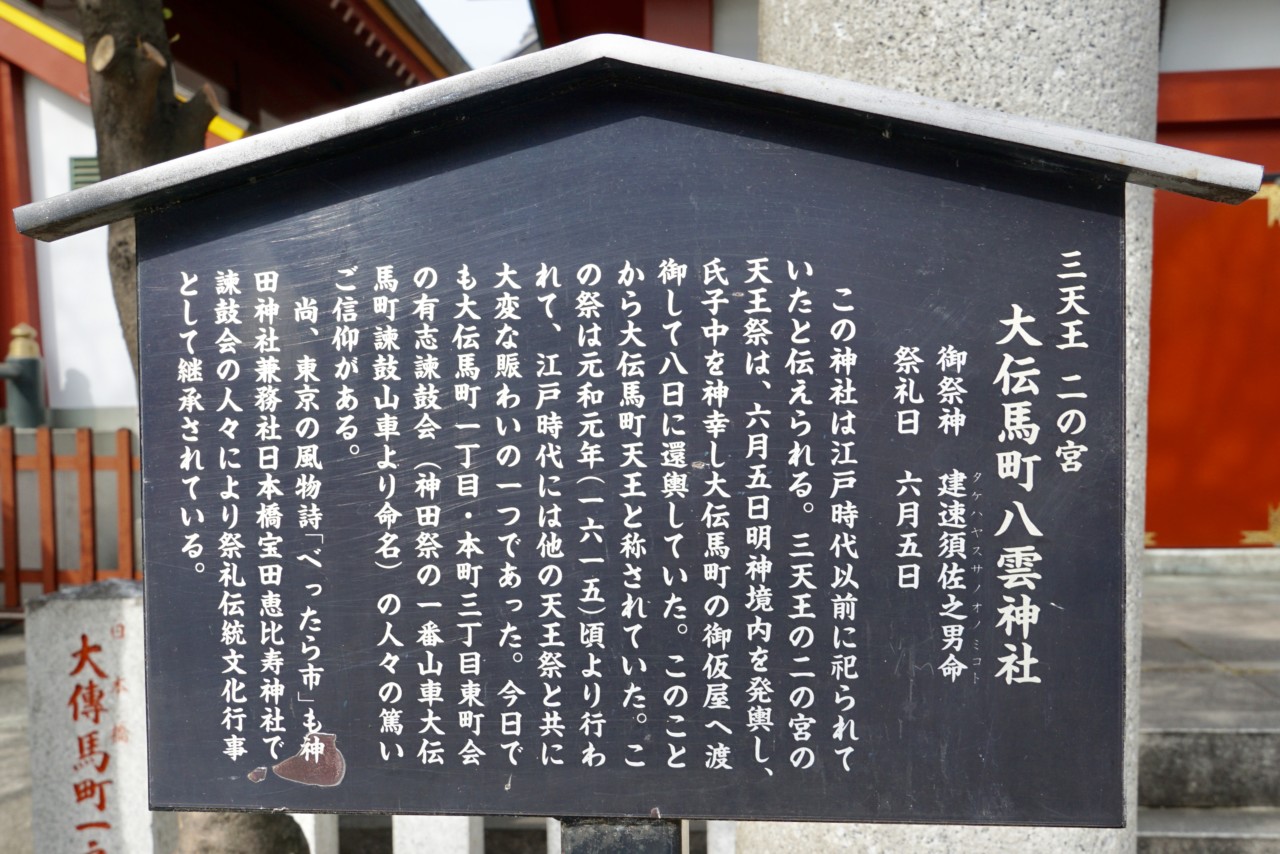 三天王 二の宮
大伝馬町八雲神社
御祭神 建速須佐之男命
タケハヤスサノオノミコト
祭礼日 六月五日
この神社は江戸時代以前に祀られて
いたと伝えられる。三天王の二の宮の
天王祭は、六月五日明神境内を発輿し、
氏子中を神幸し大伝馬町の御仮屋へ渡
御して八日に還輿していた。このこと
から大伝馬町天王と称されていた。こ
の祭は元和元年(一六一五)頃より行わ
れて、江戸時代には他の天王祭と共に
大変な賑わいの一つであった。今日で
も大伝馬町一丁目・本町三丁目東町会
の有志諫鼓会(神田祭の一番山車大伝
馬町諫鼓山車より命名)の人々の篤い
ご信仰がある。
尚、東京の風物詩「べったら市」も神
田神社兼務社日本橋宝田恵比寿神社で
諫鼓会の人々により祭礼伝統文化行事
として継承されている。
日本橋
大傳馬町一